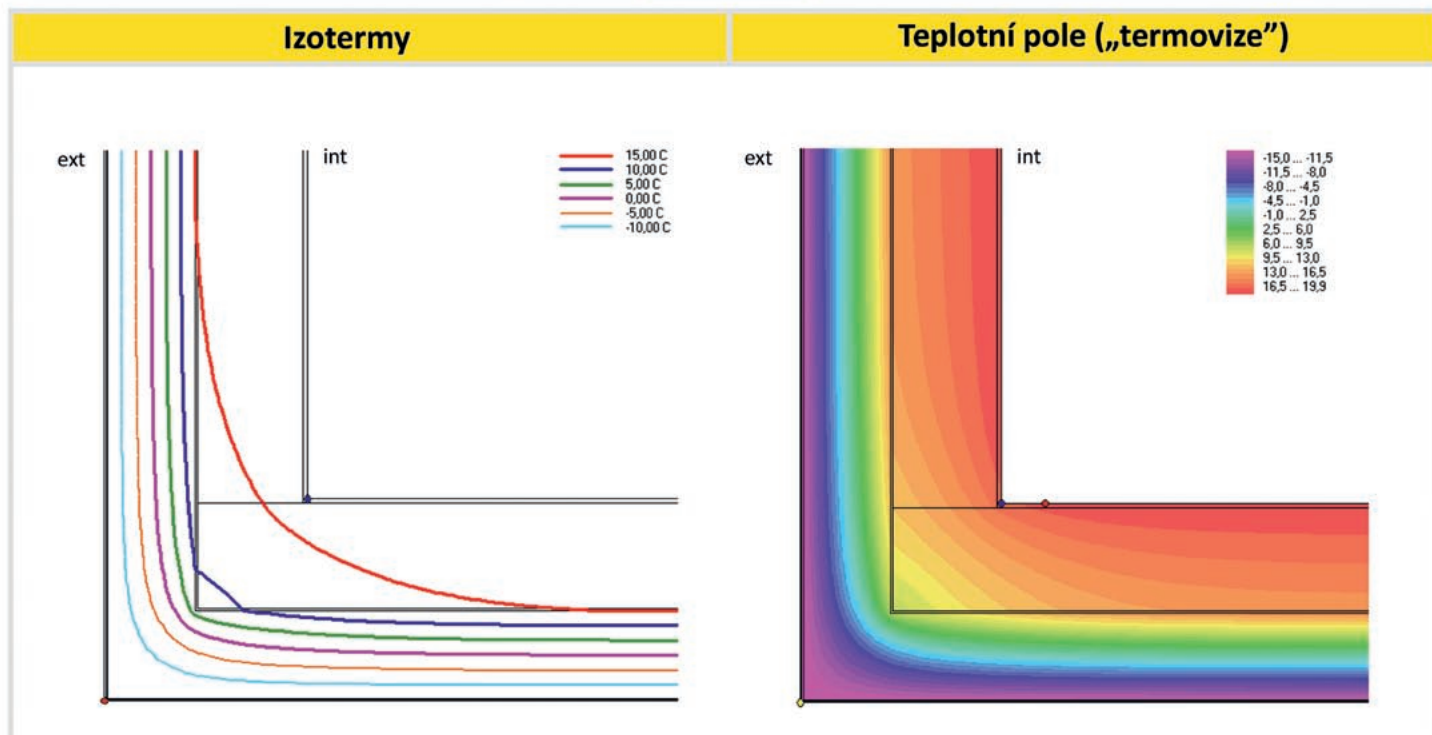 Izotermy
Teplotní pole („termovize”)
ext
int
15,00 C
10,00 C
5,00 C
0,00 C
-5,00 C
-10,00 C
ext
int
-15,0 ... -11,5
-11,5 ... -8,0
-8,0 ... -4,5
-4,5 ... -1,0
-1,0 ... 2,5
2,5 ... 6,0
6,0 ... 9,5
9,5 ... 13,0
13,0 ... 16,5
16,5 ... 19,9